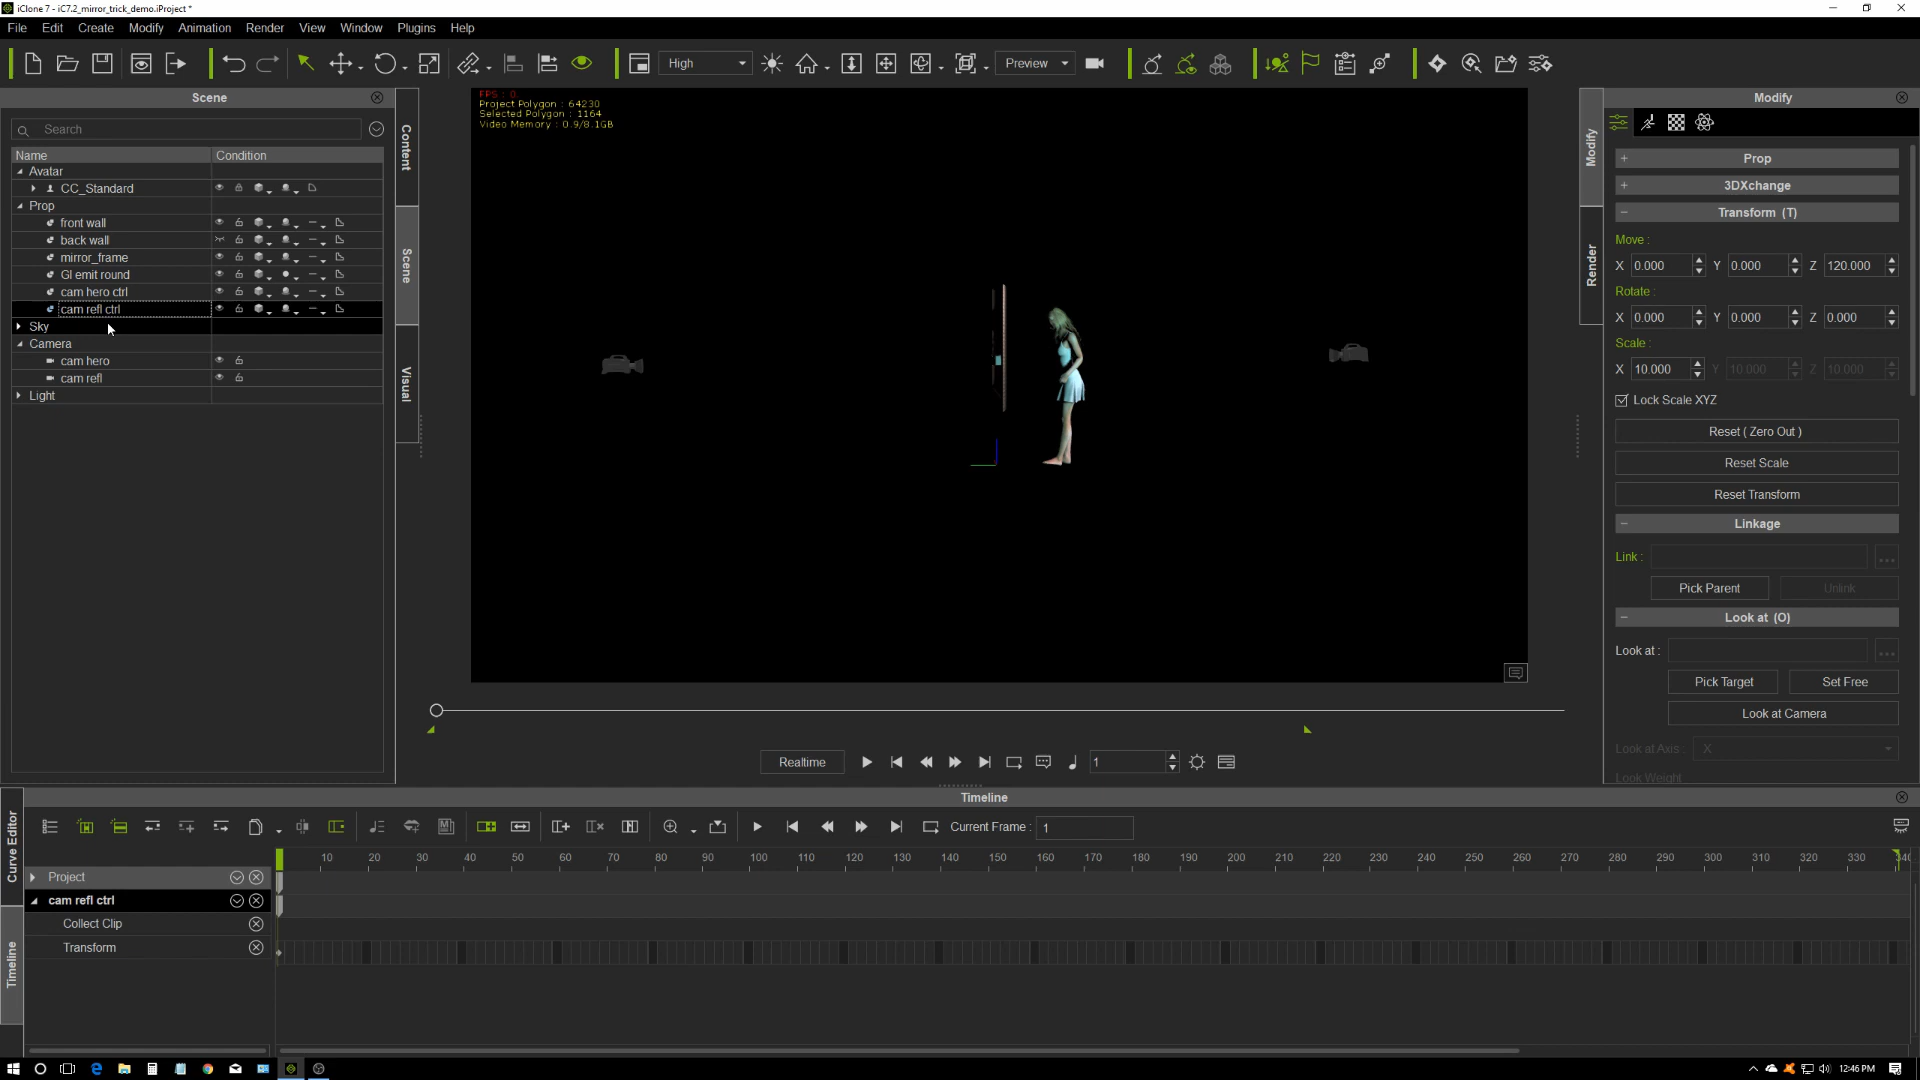 iClone 7 - iC7.2_mirror_trick_demo.iProject *
File Edit Create Modify Animation Render View Window Plugins Help
High Preview
Scene
Search
Name Condition
Avatar
CC_Standard
Prop
front wall
back wall
mirror_frame
GI emit round
cam hero ctrl
cam refl ctrl
Sky
Camera
cam hero
cam refl
Light
Content
Scene
Visual
FPS : 0
Project Polygon : 64230
Selected Polygon : 1164
Video Memory : 0.9/8.1GB
Modify
Render
Modify
Prop
3DXchange
Transform (T)
Move :
X 0.000 Y 0.000 Z 120.000
Rotate :
X 0.000 Y 0.000 Z 0.000
Scale :
X 10.000 Y 10.000 Z 10.000
Lock Scale XYZ
Reset ( Zero Out )
Reset Scale
Reset Transform
Linkage
Link :
Pick Parent Unlink
Look at (O)
Look at :
Pick Target Set Free
Look at Camera
Look at Axis : X
Look Weight
Realtime 1
Timeline
Curve Editor
Timeline
Current Frame : 1
10 20 30 40 50 60 70 80 90 100 110 120 130 140 150 160 170 180 190 200 210 220 230 240 250 260 270 280 290 300 310 320 330 340
Project
cam refl ctrl
Collect Clip
Transform
12:46 PM